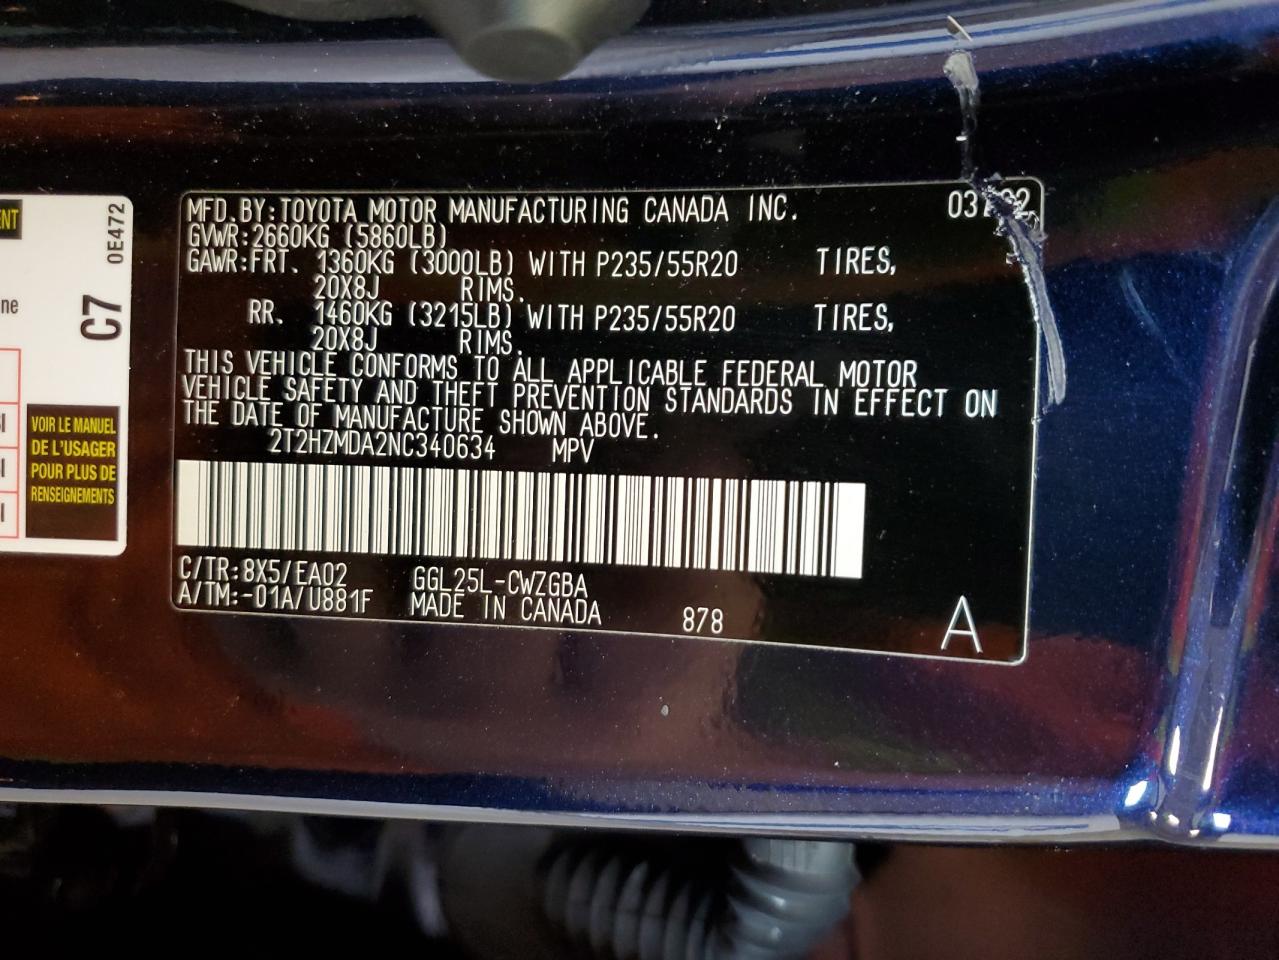 ENT
0E472
ne
C7
VOIR LE MANUEL
DE L'USAGER
POUR PLUS DE
RENSEIGNEMENTS
MFD.BY:TOYOTA MOTOR MANUFACTURING CANADA INC.
GVWR:2660KG (5860LB)
GAWR:FRT. 1360KG (3000LB) WITH P235/55R20 TIRES,
20X8J RIMS.
RR. 1460KG (3215LB) WITH P235/55R20 TIRES,
20X8J RIMS.
THIS VEHICLE CONFORMS TO ALL APPLICABLE FEDERAL MOTOR
VEHICLE SAFETY AND THEFT PREVENTION STANDARDS IN EFFECT ON
THE DATE OF MANUFACTURE SHOWN ABOVE.
2T2HZMDA2NC340634 MPV
C/TR:8X5/EA02 GGL25L-CWZGBA
A/TM:-01A/U881F MADE IN CANADA 878
A